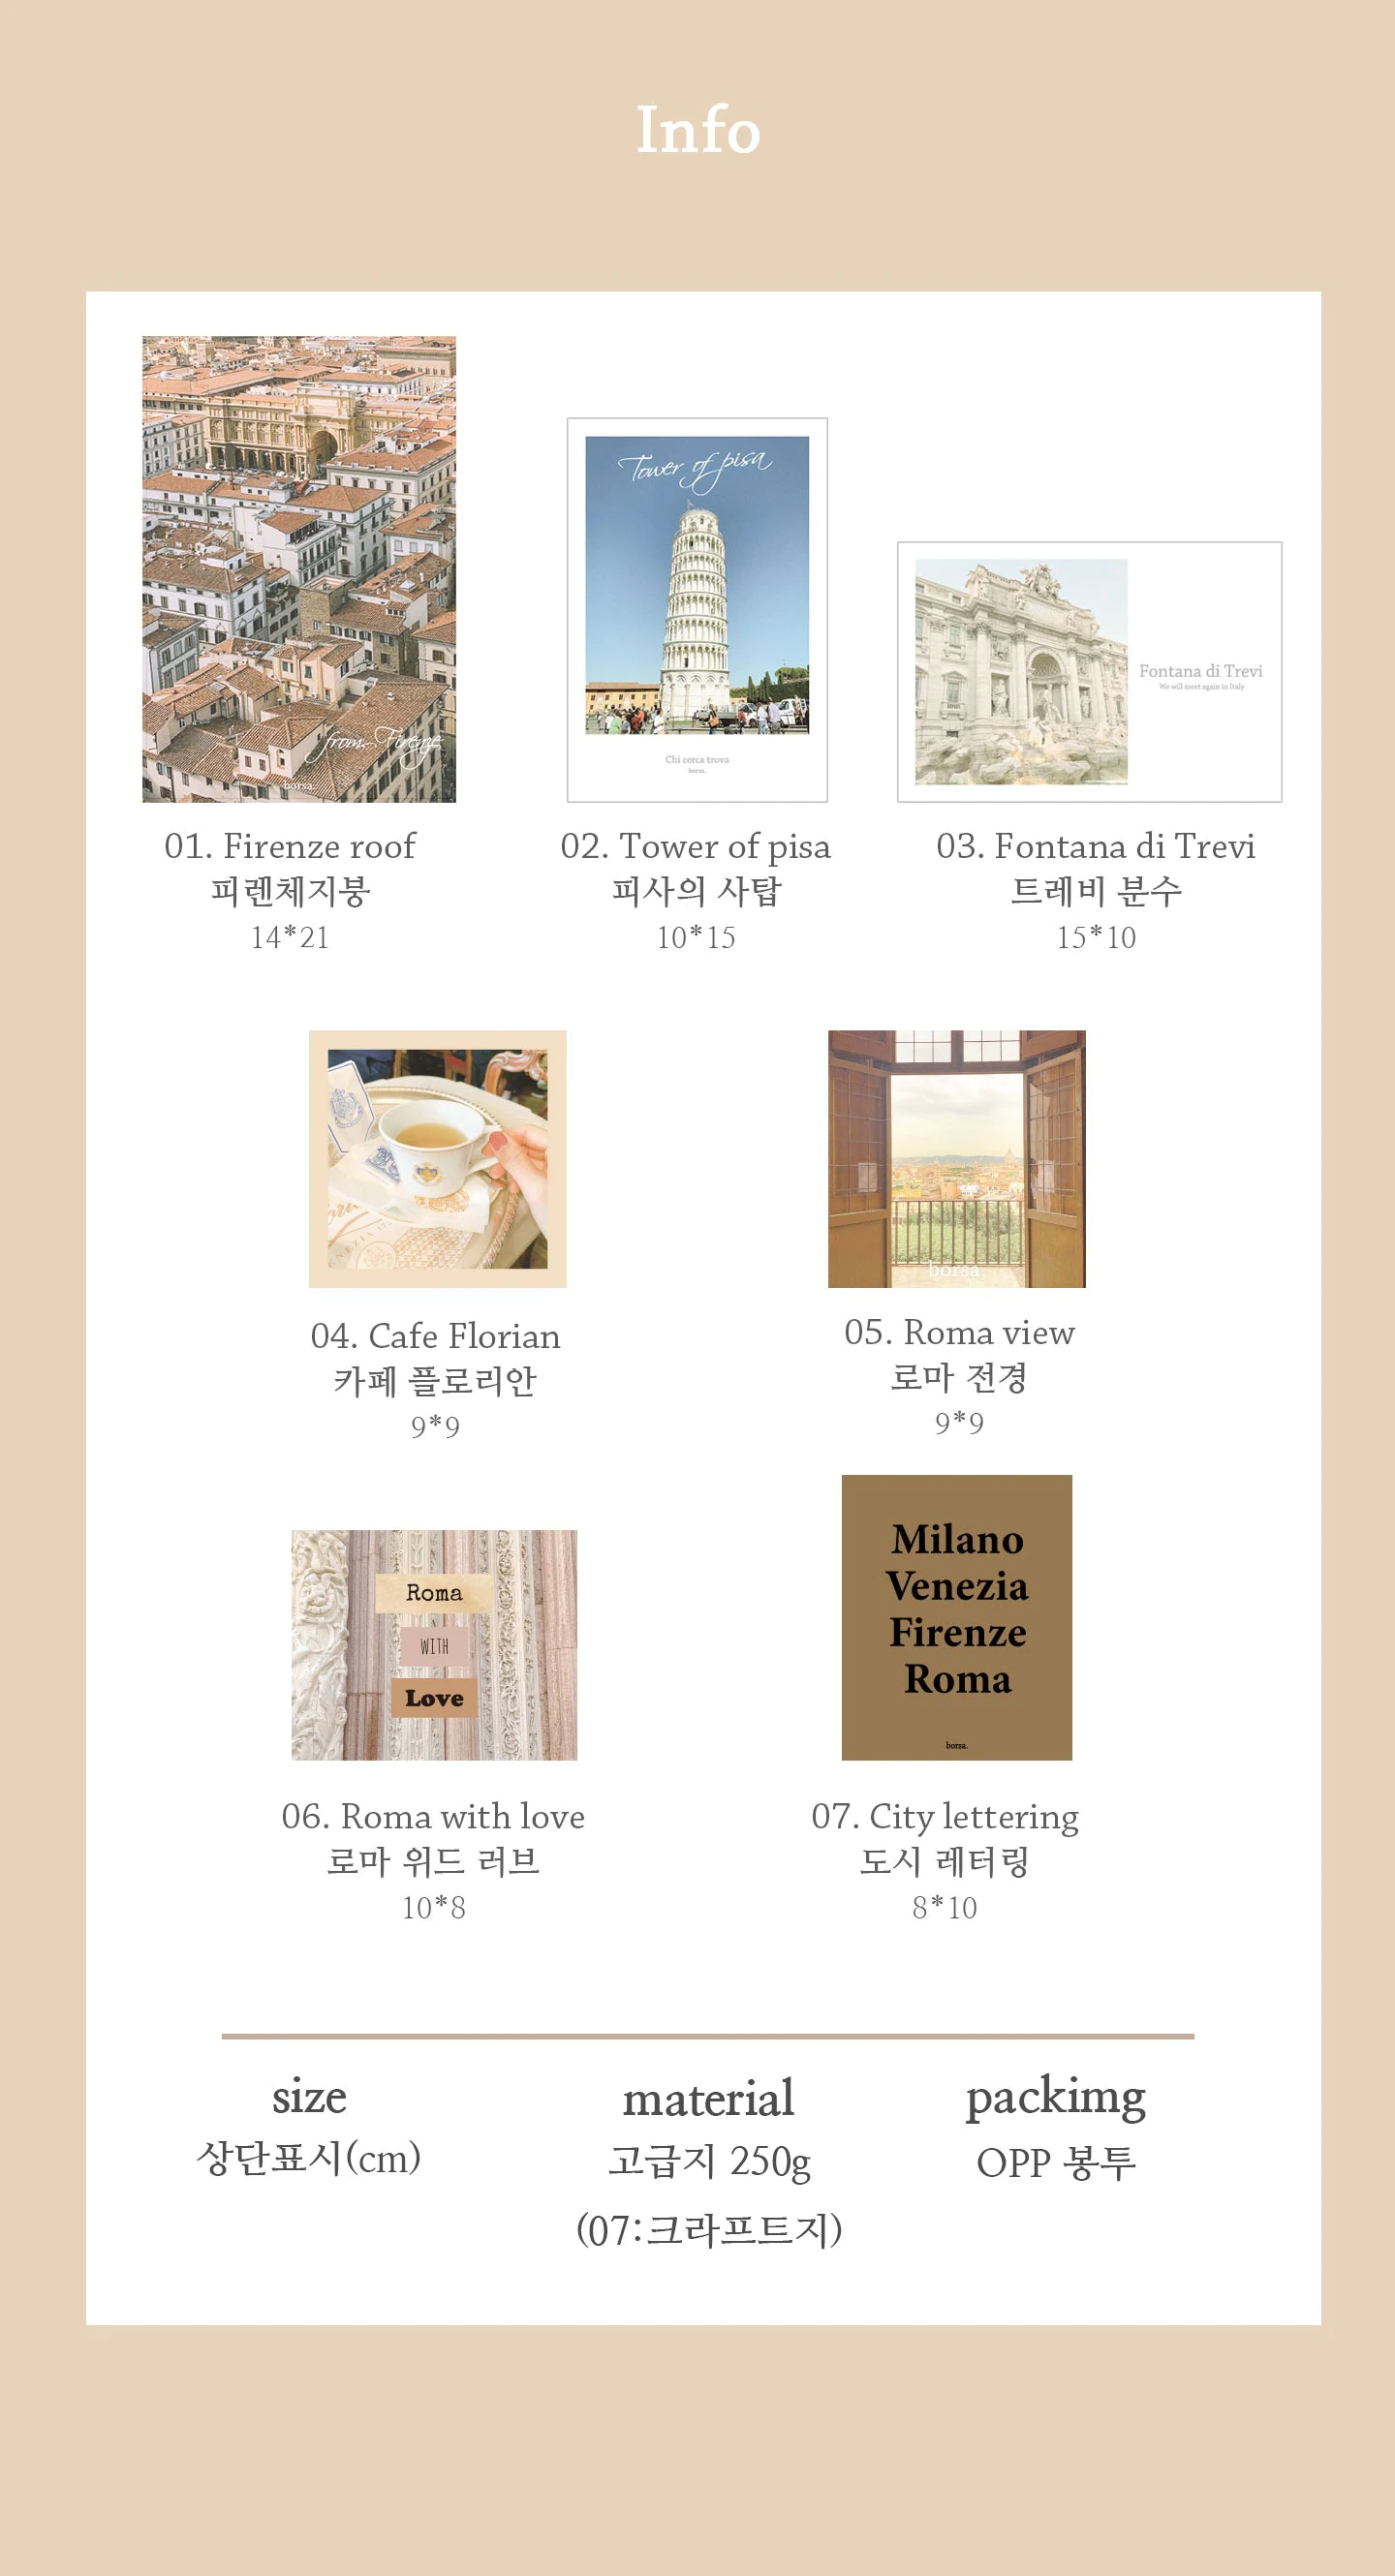 Info
from Firenze
borsa.
Tower of pisa
Chi cerca trova
borsa.
Fontana di Trevi
We will meet again in Italy
01. Firenze roof
피렌체지붕
14*21
02. Tower of pisa
피사의 사탑
10*15
03. Fontana di Trevi
트레비 분수
15*10
borsa.
04. Cafe Florian
카페 플로리안
9*9
05. Roma view
로마 전경
9*9
Roma
WITH
Love
Milano
Venezia
Firenze
Roma
borsa.
06. Roma with love
로마 위드 러브
10*8
07. City lettering
도시 레터링
8*10
size
상단표시(cm)
material
고급지 250g
(07:크라프트지)
packimg
OPP 봉투